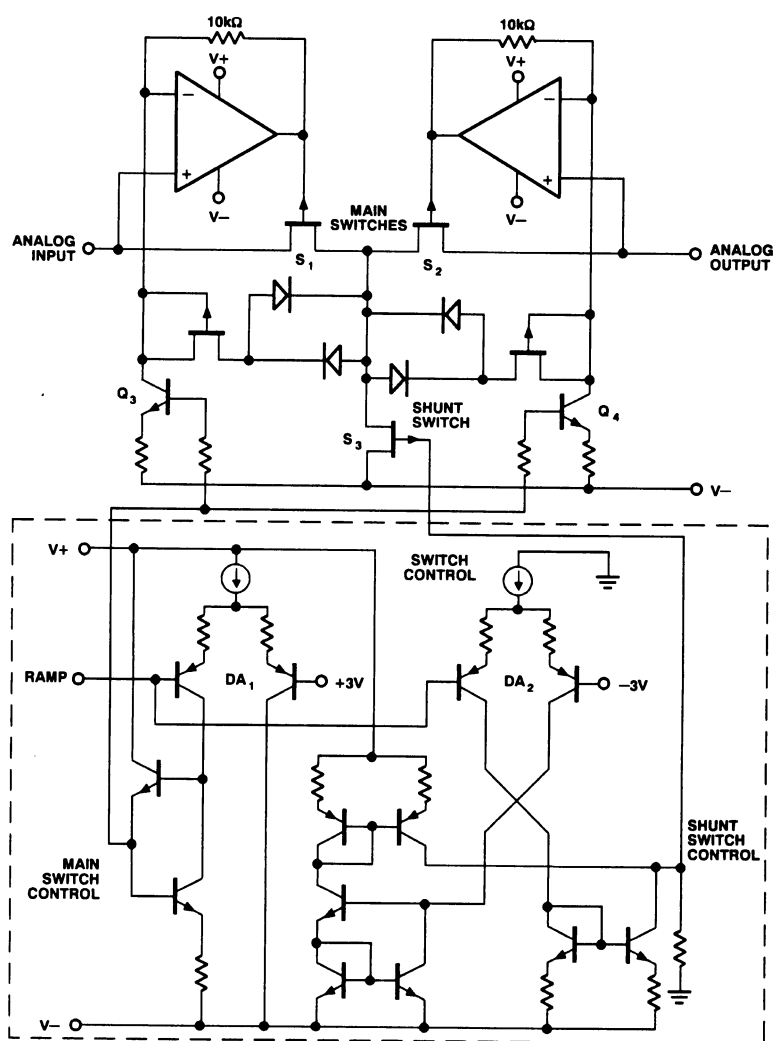 10kΩ
10kΩ
V+
V+
−
−
+
+
V−
V−
MAIN
SWITCHES
ANALOG
INPUT
S1
S2
ANALOG
OUTPUT
Q3
SHUNT
SWITCH
S3
Q4
V−
V+
SWITCH
CONTROL
RAMP
DA1
+3V
DA2
−3V
MAIN
SWITCH
CONTROL
SHUNT
SWITCH
CONTROL
V−